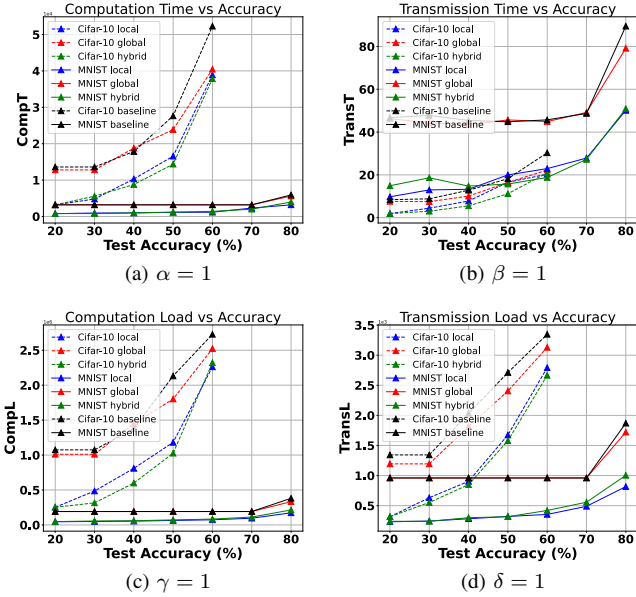 Computation Time vs Accuracy
1e4
CompT
5
4
3
2
1
0
Cifar-10 local
Cifar-10 global
Cifar-10 hybrid
MNIST local
MNIST global
MNIST hybrid
Cifar-10 baseline
MNIST baseline
20 30 40 50 60 70 80
Test Accuracy (%)
(a) α = 1
Transmission Time vs Accuracy
TransT
80
60
40
20
0
Cifar-10 local
Cifar-10 global
Cifar-10 hybrid
MNIST local
MNIST global
MNIST hybrid
Cifar-10 baseline
MNIST baseline
20 30 40 50 60 70 80
Test Accuracy (%)
(b) β = 1
Computation Load vs Accuracy
1e6
CompL
2.5
2.0
1.5
1.0
0.5
0.0
Cifar-10 local
Cifar-10 global
Cifar-10 hybrid
MNIST local
MNIST global
MNIST hybrid
Cifar-10 baseline
MNIST baseline
20 30 40 50 60 70 80
Test Accuracy (%)
(c) γ = 1
Transmission Load vs Accuracy
1e3
TransL
3.5
3.0
2.5
2.0
1.5
1.0
0.5
Cifar-10 local
Cifar-10 global
Cifar-10 hybrid
MNIST local
MNIST global
MNIST hybrid
Cifar-10 baseline
MNIST baseline
20 30 40 50 60 70 80
Test Accuracy (%)
(d) δ = 1